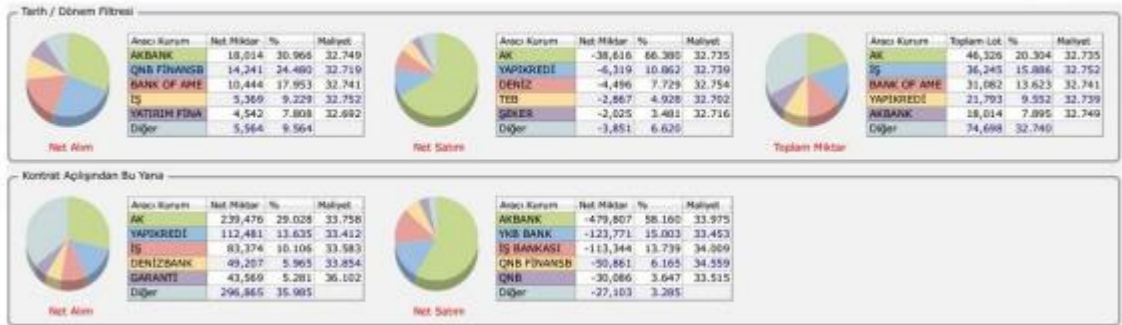 Tarih / Dönem Filtresi
Aracı Kurum Net Miktar % Maliyet
AKBANK 18,014 30.966 32.749
QNB FİNANSB 14,241 24.480 32.719
BANK OF AME 10,444 17.953 32.741
İŞ 5,369 9.229 32.752
YATIRIM FİNA 4,542 7.808 32.692
Diğer 5,564 9.564
Net Alım
Aracı Kurum Net Miktar % Maliyet
AK -38,616 66.380 32.735
YAPIKREDİ -6,319 10.862 32.739
DENİZ -4,496 7.729 32.754
TEB -2,867 4.928 32.702
ŞEKER -2,025 3.481 32.716
Diğer -3,851 6.620
Net Satım
Aracı Kurum Toplam Lot % Maliyet
AK 46,326 20.304 32.735
İŞ 36,245 15.886 32.752
BANK OF AME 31,082 13.623 32.741
YAPIKREDİ 21,793 9.552 32.739
AKBANK 18,014 7.895 32.749
Diğer 74,698 32.740
Toplam Miktar
Kontrat Açılışından Bu Yana
Aracı Kurum Net Miktar % Maliyet
AK 239,476 29.028 33.758
YAPIKREDİ 112,481 13.635 33.412
İŞ 83,374 10.106 33.583
DENİZBANK 49,207 5.965 33.854
GARANTİ 43,569 5.281 36.102
Diğer 296,865 35.985
Net Alım
Aracı Kurum Net Miktar % Maliyet
AKBANK -479,807 58.160 33.975
YKB BANK -123,771 15.003 33.453
İŞ BANKASI -113,344 13.739 34.009
QNB FİNANSB -50,861 6.165 34.559
QNB -30,086 3.647 33.515
Diğer -27,103 3.285
Net Satım